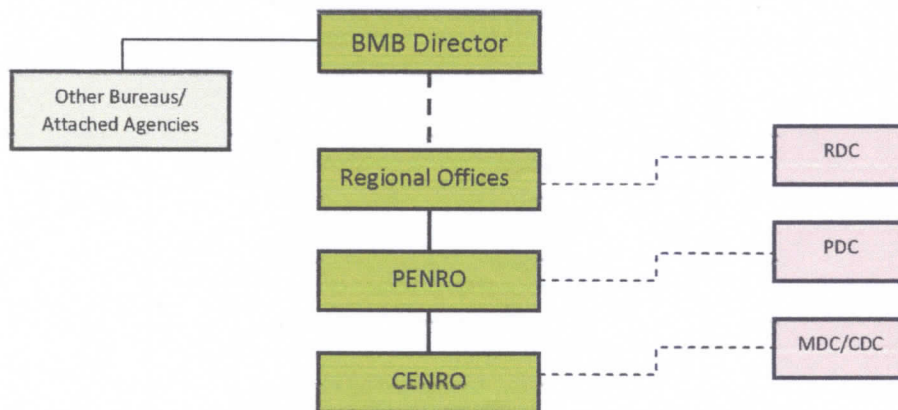 BMB Director
Other Bureaus/
Attached Agencies
Regional Offices
RDC
PENRO
PDC
CENRO
MDC/CDC